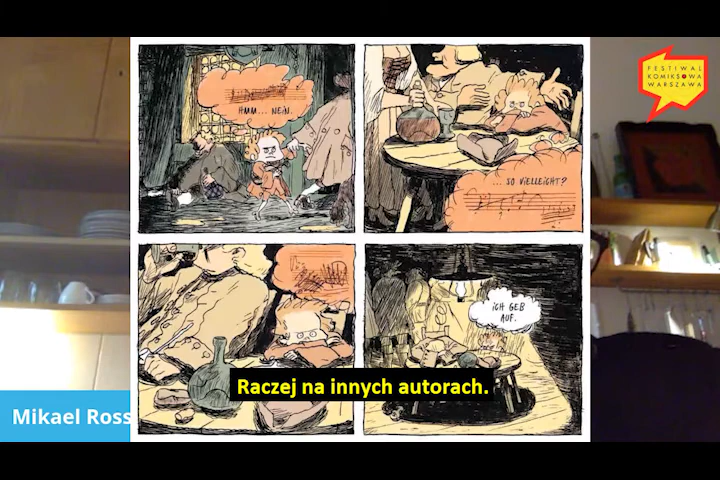 FESTIWAL
KOMIKSOWA
WARSZAWA
HMM... NEIN.
... SO VIELLEICHT?
ICH GEB
AUF.
Raczej na innych autorach.
Mikael Ross